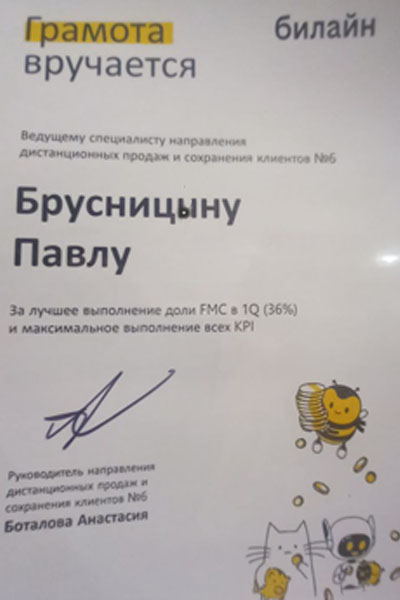 Грамота
вручается
билайн
Ведущему специалисту направления
дистанционных продаж и сохранения клиентов №6
Брусницыну
Павлу
За лучшее выполнение доли FMC в 1Q (36%)
и максимальное выполнение всех KPI
Руководитель направления
дистанционных продаж и
сохранения клиентов №6
Боталова Анастасия